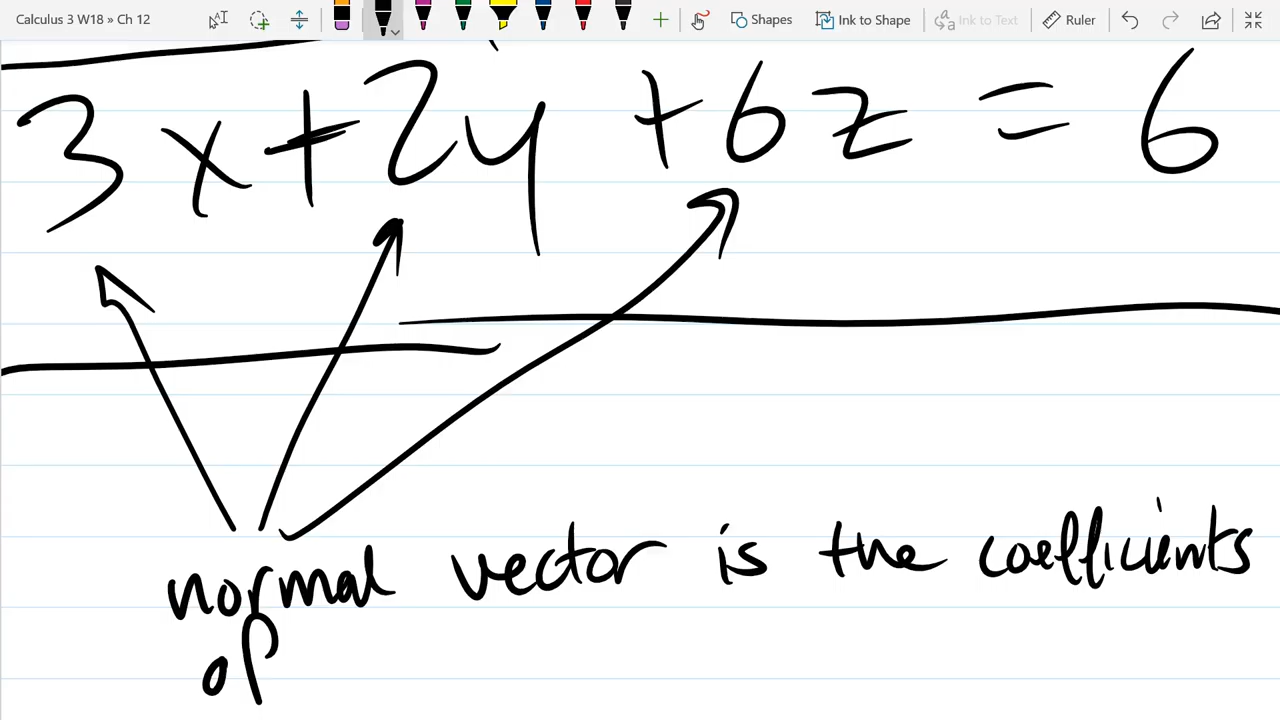 Calculus 3 W18 » Ch 12
Shapes
Ink to Shape
Ink to Text
Ruler
3x+2y+6z = 6
normal vector is the coefficients
of